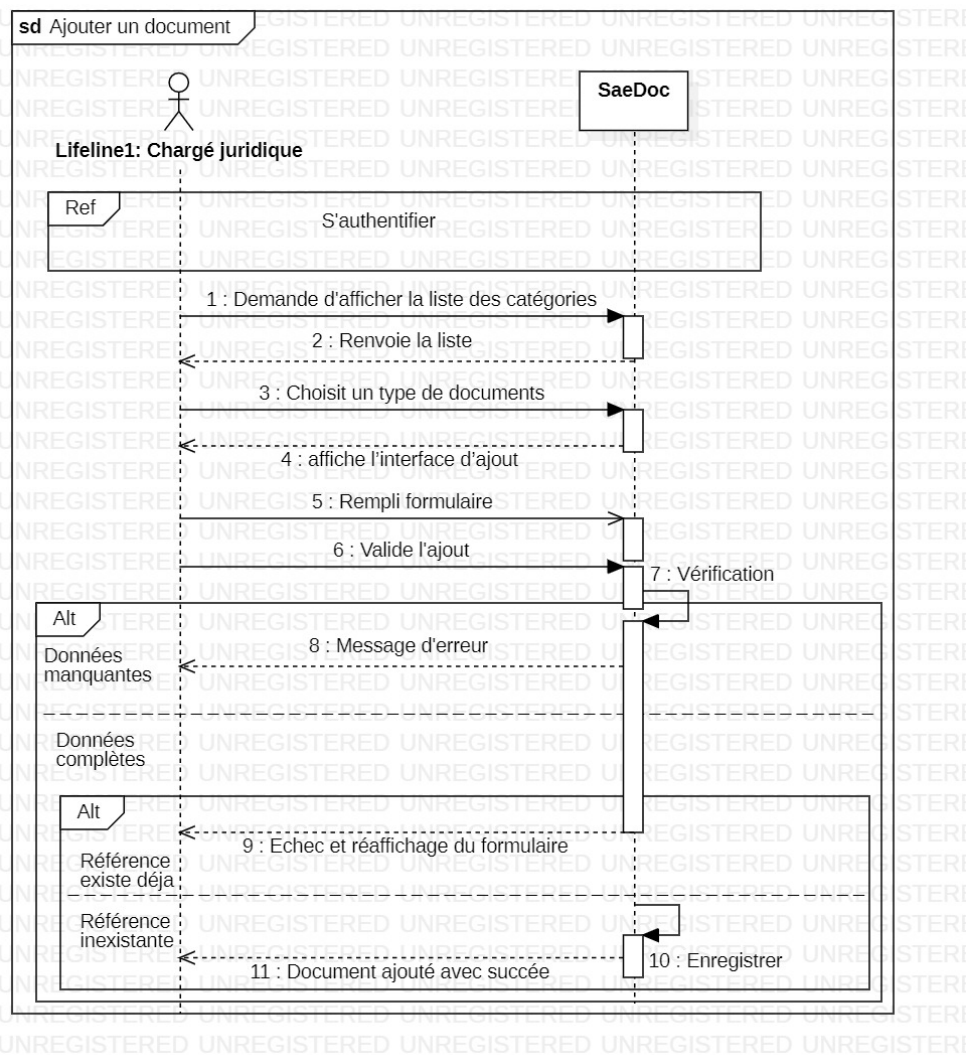 sd Ajouter un document
SaeDoc
Lifeline1: Chargé juridique
Ref
S'authentifier
1 : Demande d'afficher la liste des catégories
2 : Renvoie la liste
3 : Choisit un type de documents
4 : affiche l’interface d’ajout
5 : Rempli formulaire
6 : Valide l'ajout
7 : Vérification
Alt
8 : Message d'erreur
Données
manquantes
Données
complètes
Alt
9 : Echec et réaffichage du formulaire
Référence
existe déja
Référence
inexistante
10 : Enregistrer
11 : Document ajouté avec succée
UNREGISTERED